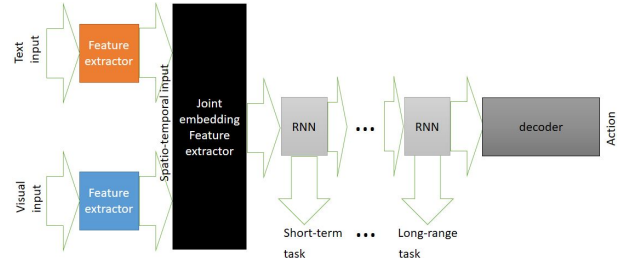 Text
input
Feature
extractor
Visual
input
Feature
extractor
Spatio-temporal input
Joint
embedding
Feature
extractor
RNN
...
RNN
decoder
Action
Short-term
task
...
Long-range
task